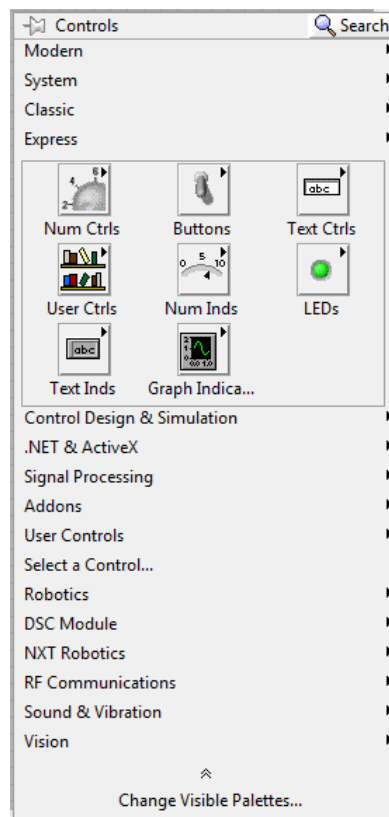 Controls
Search
Modern
System
Classic
Express
Num Ctrls
Buttons
Text Ctrls
User Ctrls
Num Inds
LEDs
Text Inds
Graph Indica...
Control Design & Simulation
.NET & ActiveX
Signal Processing
Addons
User Controls
Select a Control...
Robotics
DSC Module
NXT Robotics
RF Communications
Sound & Vibration
Vision
Change Visible Palettes...